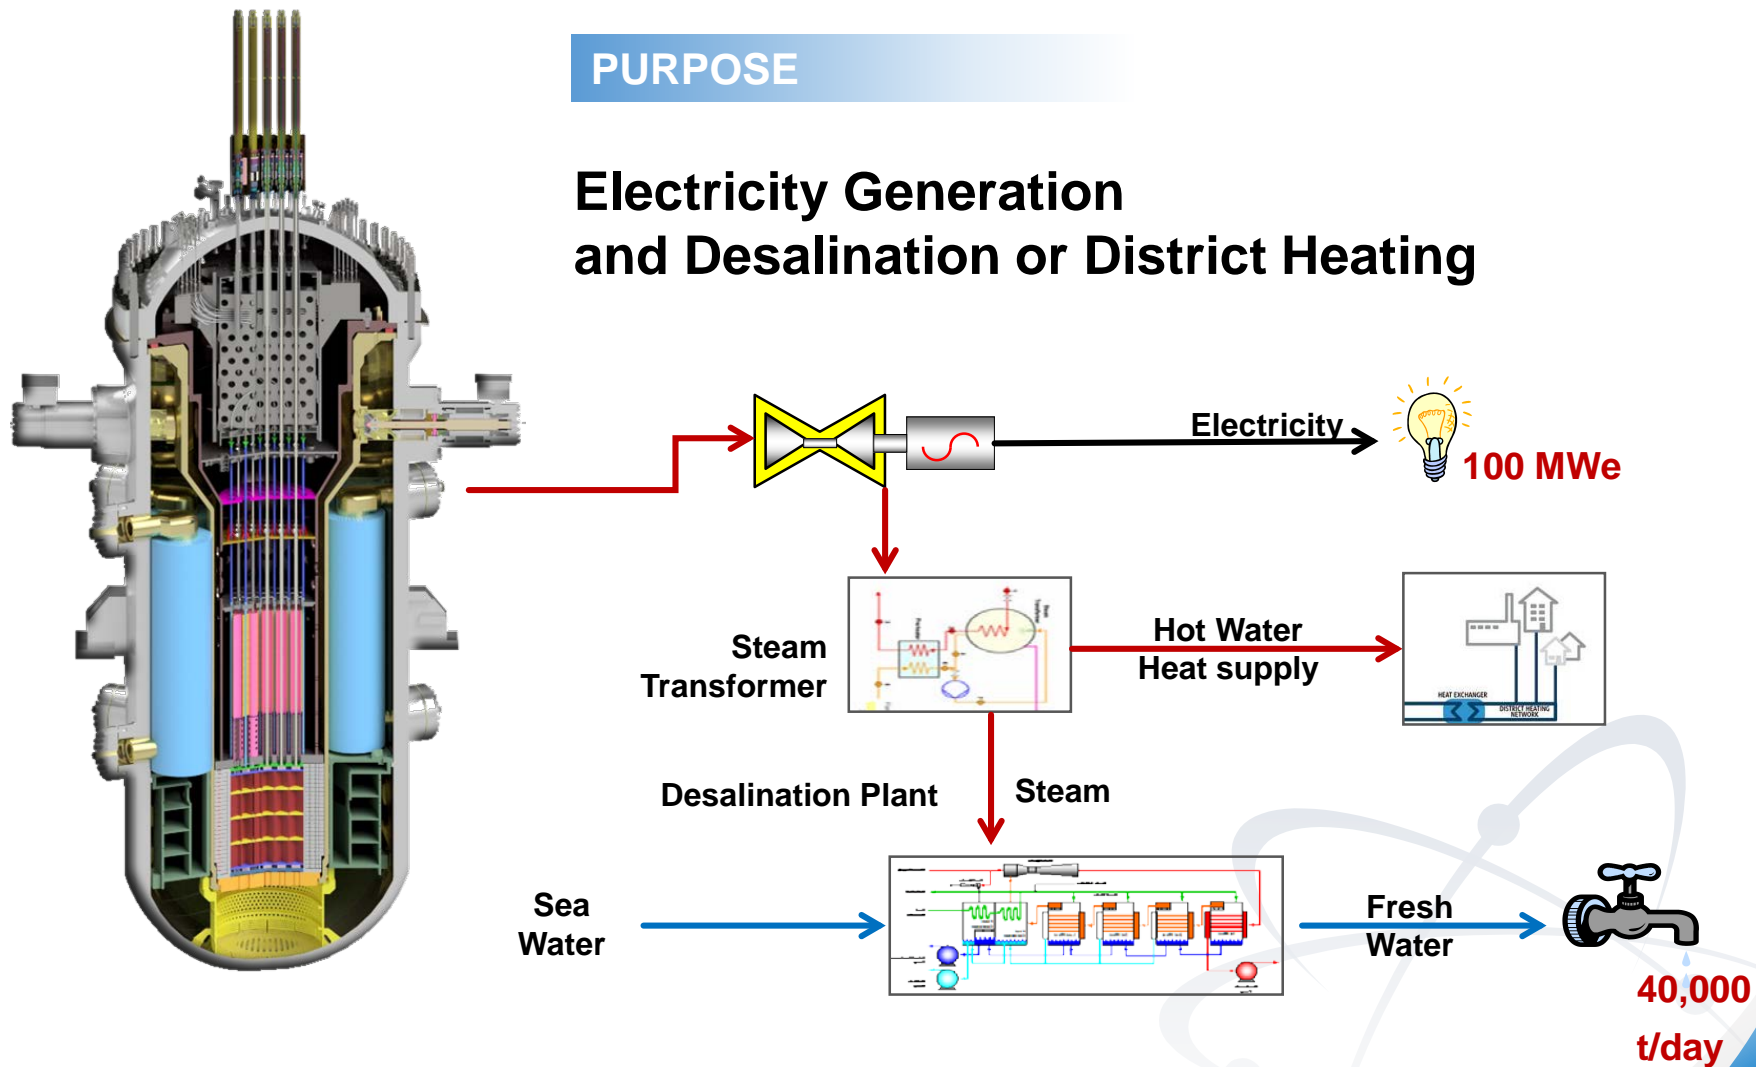 PURPOSE
Electricity Generation
and Desalination or District Heating
Electricity
100 MWe
Steam
Transformer
Hot Water
Heat supply
HEAT EXCHANGER
DISTRICT HEATING
NETWORK
Desalination Plant
Steam
Sea
Water
Fresh
Water
40,000
t/day